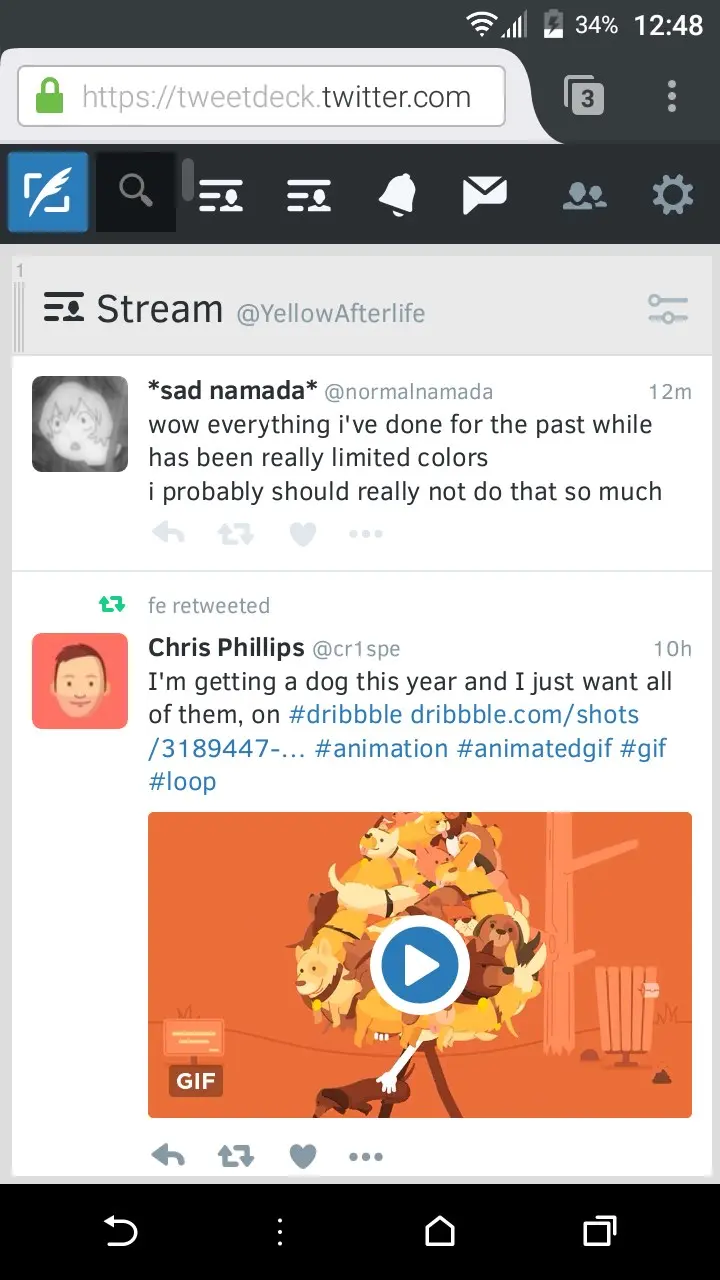 34% 12:48
https://tweetdeck.twitter.com
3
1
Stream @YellowAfterlife
*sad namada* @normalnamada 12m
wow everything i've done for the past while
has been really limited colors
i probably should really not do that so much
fe retweeted
Chris Phillips @cr1spe 10h
I'm getting a dog this year and I just want all
of them, on #dribbble dribbble.com/shots
/3189447-… #animation #animatedgif #gif
#loop
GIF